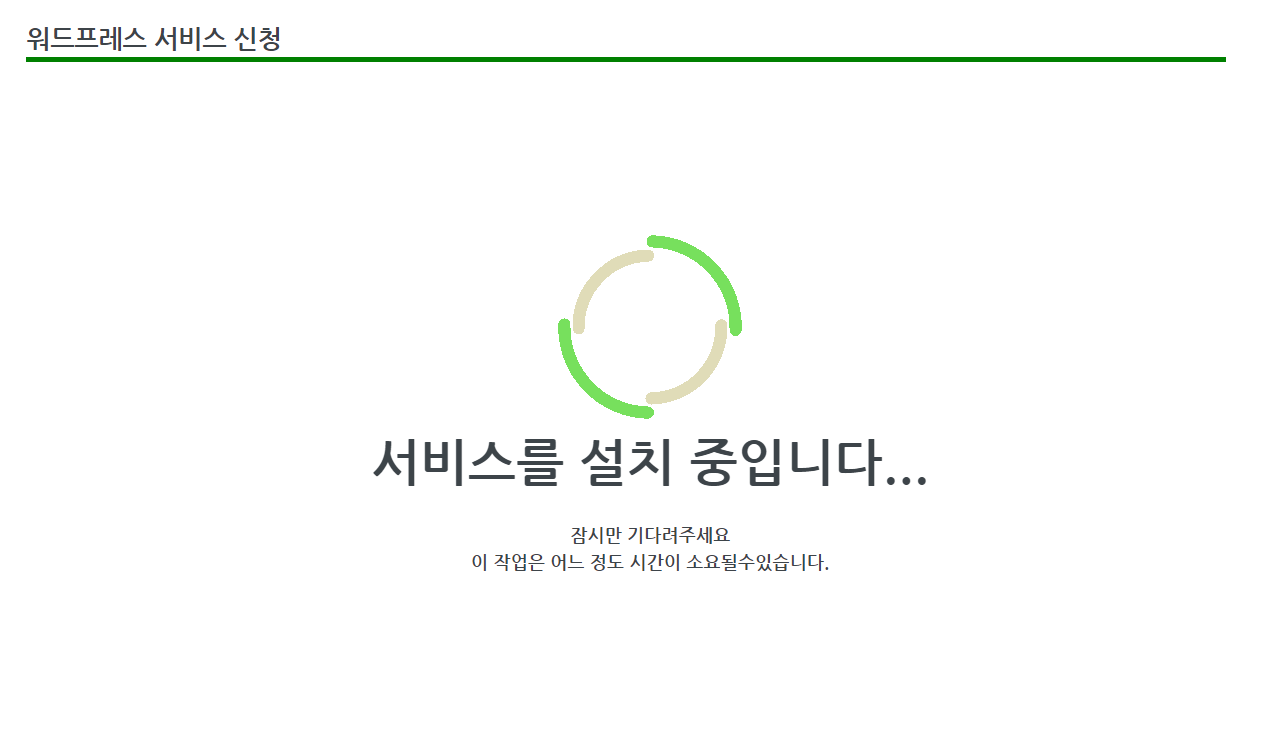 워드프레스 서비스 신청
서비스를 설치 중입니다...
잠시만 기다려주세요
이 작업은 어느 정도 시간이 소요될수있습니다.